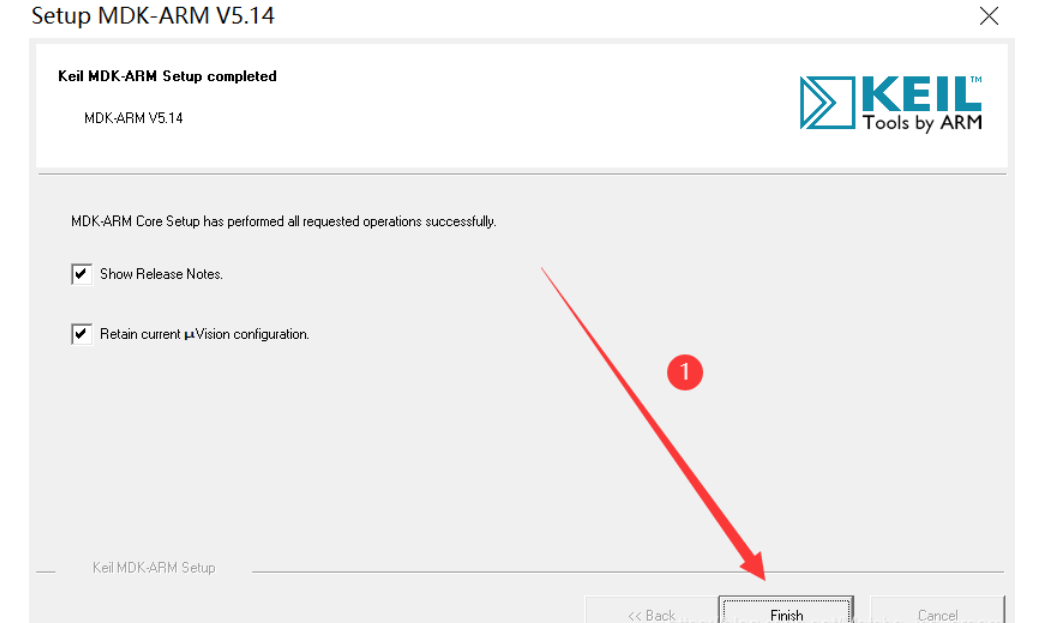 Setup MDK-ARM V5.14
Keil MDK-ARM Setup completed
MDK-ARM V5.14
KEIL™
Tools by ARM
MDK-ARM Core Setup has performed all requested operations successfully.
Show Release Notes.
Retain current µVision configuration.
1
Keil MDK-ARM Setup
<< Back
Finish
Cancel